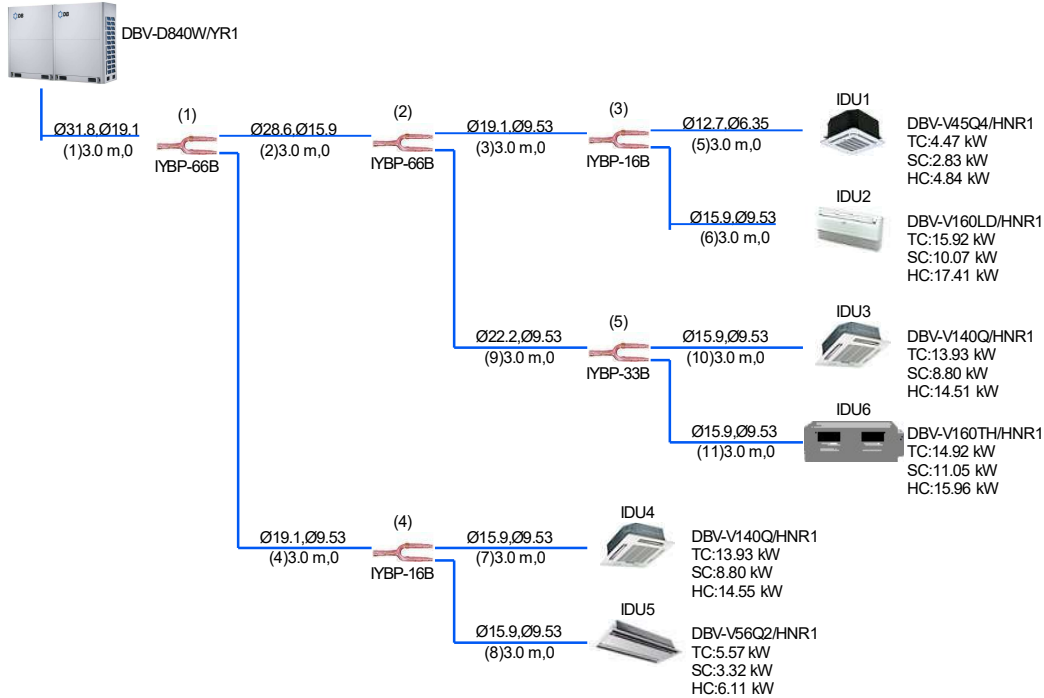 DBV-D840W/YR1
(1)
(2)
(3)
IDU1
Ø31.8,Ø19.1
(1)3.0 m,0
IYBP-66B
Ø28.6,Ø15.9
(2)3.0 m,0
IYBP-66B
Ø19.1,Ø9.53
(3)3.0 m,0
IYBP-16B
Ø12.7,Ø6.35
(5)3.0 m,0
DBV-V45Q4/HNR1
TC:4.47 kW
SC:2.83 kW
HC:4.84 kW
IDU2
Ø15.9,Ø9.53
(6)3.0 m,0
DBV-V160LD/HNR1
TC:15.92 kW
SC:10.07 kW
HC:17.41 kW
IDU3
(5)
Ø22.2,Ø9.53
(9)3.0 m,0
IYBP-33B
Ø15.9,Ø9.53
(10)3.0 m,0
DBV-V140Q/HNR1
TC:13.93 kW
SC:8.80 kW
HC:14.51 kW
IDU6
Ø15.9,Ø9.53
(11)3.0 m,0
DBV-V160TH/HNR1
TC:14.92 kW
SC:11.05 kW
HC:15.96 kW
IDU4
(4)
Ø19.1,Ø9.53
(4)3.0 m,0
IYBP-16B
Ø15.9,Ø9.53
(7)3.0 m,0
DBV-V140Q/HNR1
TC:13.93 kW
SC:8.80 kW
HC:14.55 kW
IDU5
Ø15.9,Ø9.53
(8)3.0 m,0
DBV-V56Q2/HNR1
TC:5.57 kW
SC:3.32 kW
HC:6.11 kW